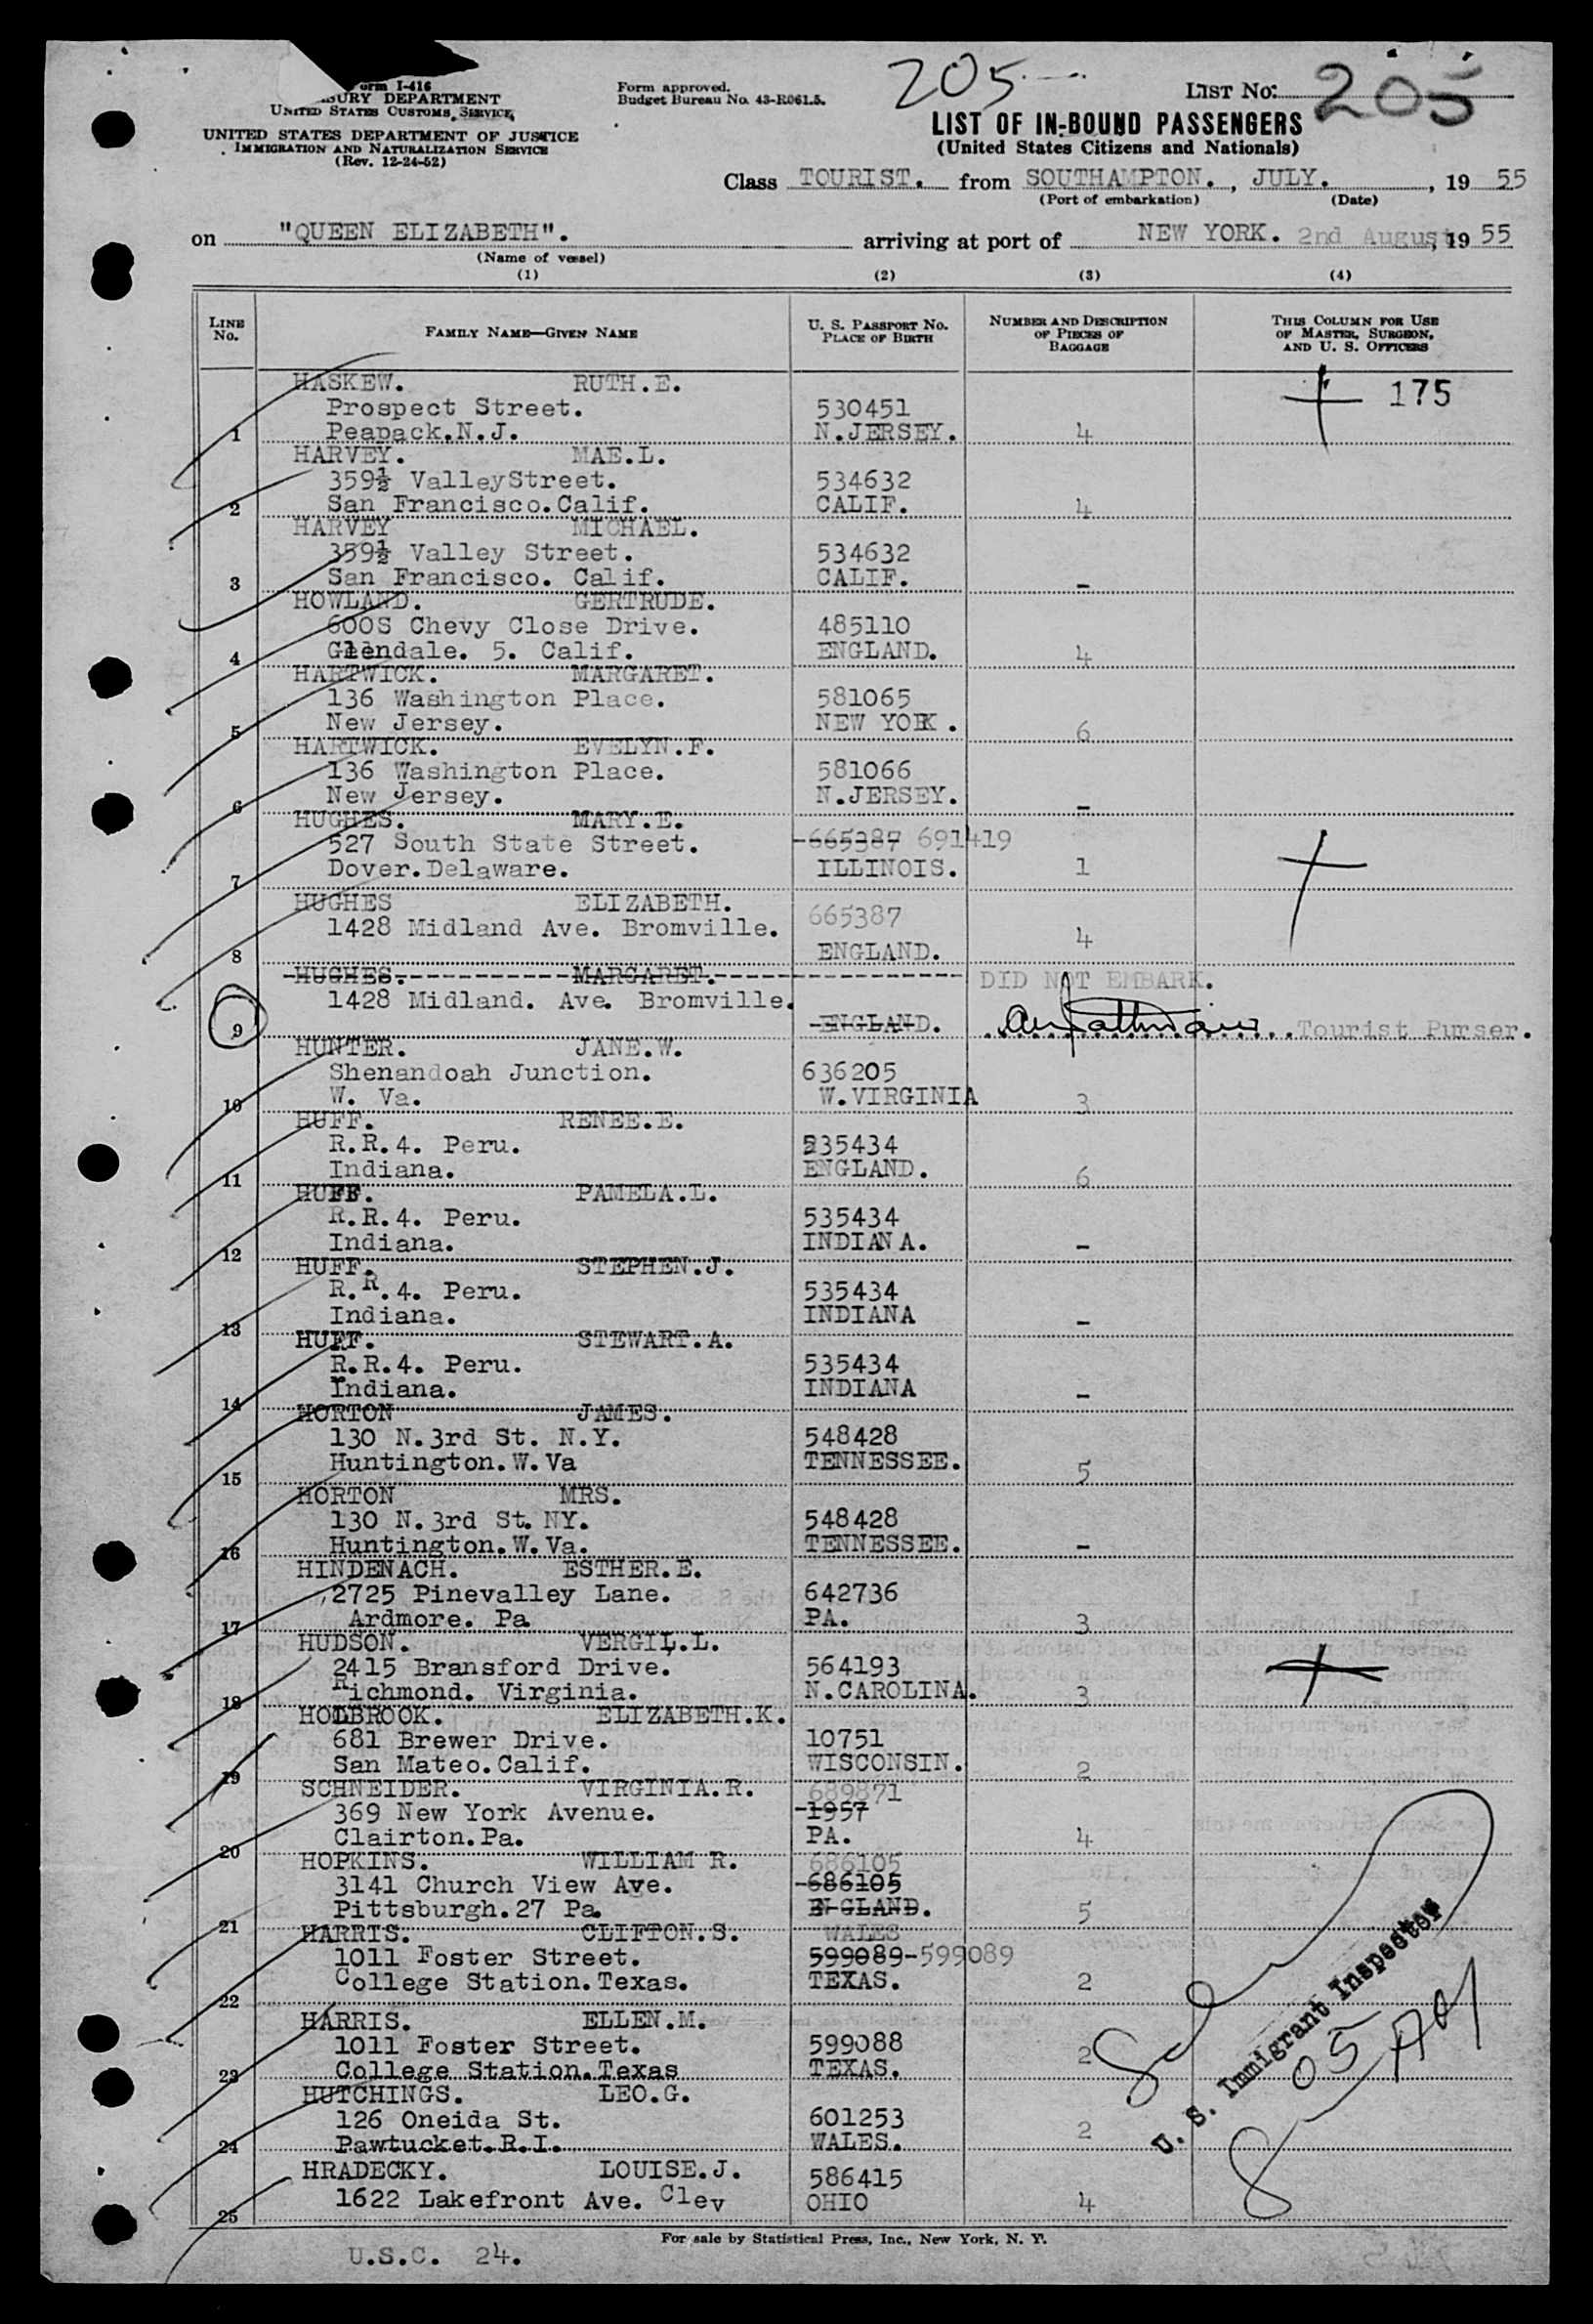 Form I-416
TREASURY DEPARTMENT
UNITED STATES CUSTOMS SERVICE
UNITED STATES DEPARTMENT OF JUSTICE
IMMIGRATION AND NATURALIZATION SERVICE
(Rev. 12-24-52)
Form approved.
Budget Bureau No. 43-R061.5.
205
LIST No. 205
LIST OF IN-BOUND PASSENGERS
(United States Citizens and Nationals)
Class TOURIST. from SOUTHAMPTON. , JULY. , 19 55
(Port of embarkation) (Date)
on "QUEEN ELIZABETH". arriving at port of NEW YORK. 2nd August, 19 55
(Name of vessel)
(1) (2) (3) (4)
LINE No. FAMILY NAME—GIVEN NAME U. S. PASSPORT No. PLACE OF BIRTH NUMBER AND DESCRIPTION OF PIECES OF BAGGAGE THIS COLUMN FOR USE OF MASTER, SURGEON, AND U. S. OFFICERS
HASKEW. RUTH.E. 175
Prospect Street. 530451
1 Peapack.N.J. N.JERSEY. 4
HARVEY. MAE.L.
359½ ValleyStreet. 534632
2 San Francisco.Calif. CALIF. 4
HARVEY MICHAEL.
359½ Valley Street. 534632
3 San Francisco. Calif. CALIF. -
HOWLAND. GERTRUDE.
600S Chevy Close Drive. 485110
4 Glendale. 5. Calif. ENGLAND. 4
HARTWICK. MARGARET.
136 Washington Place. 581065
5 New Jersey. NEW YORK. 6
HARTWICK. EVELYN.F.
136 Washington Place. 581066
6 New Jersey. N.JERSEY. -
HUGHES. MARY.E.
527 South State Street. 665387 691419
7 Dover.Delaware. ILLINOIS. 1
HUGHES ELIZABETH.
1428 Midland Ave. Bromville. 665387
8 ENGLAND. 4
HUGHES. MARGARET. DID NOT EMBARK.
1428 Midland. Ave. Bromville.
9 ENGLAND. Tourist Purser.
HUNTER. JANE.W.
Shenandoah Junction. 636205
10 W. Va. W.VIRGINIA 3
HUFF. RENEE.E.
R.R.4. Peru. 535434
11 Indiana. ENGLAND. 6
HUFF. PAMELA.L.
R.R.4. Peru. 535434
12 Indiana. INDIANA. -
HUFF. STEPHEN.J.
R.R.4. Peru. 535434
13 Indiana. INDIANA -
HUFF. STEWART.A.
R.R.4. Peru. 535434
14 Indiana. INDIANA -
HORTON JAMES.
130 N.3rd St. N.Y. 548428
15 Huntington.W.Va TENNESSEE. 5
HORTON MRS.
130 N.3rd St. NY. 548428
16 Huntington.W.Va. TENNESSEE. -
HINDENACH. ESTHER.E.
2725 Pinevalley Lane. 642736
17 Ardmore. Pa PA. 3
HUDSON. VERGIL.L.
2415 Bransford Drive. 564193
18 Richmond. Virginia. N.CAROLINA. 3
HOLBROOK. ELIZABETH.K.
681 Brewer Drive. 10751
19 San Mateo.Calif. WISCONSIN. 2
SCHNEIDER. VIRGINIA.R. 689871
369 New York Avenue. 1957
20 Clairton.Pa. PA. 4
HOPKINS. WILLIAM R. 686105
3141 Church View Ave. 686105
21 Pittsburgh.27 Pa. ENGLAND. 5
HARRIS. CLIFTON.S. WALES
1011 Foster Street. 599089-599089
22 College Station.Texas. TEXAS. 2
HARRIS. ELLEN.M.
1011 Foster Street. 599088
23 College Station.Texas TEXAS. 2
HUTCHINGS. LEO.G.
126 Oneida St. 601253
24 Pawtucket.R.I. WALES. 2
HRADECKY. LOUISE.J. 586415
25 1622 Lakefront Ave. Clev OHIO 4
U. S. Immigrant Inspector
For sale by Statistical Press, Inc., New York, N. Y.
U.S.C. 24.